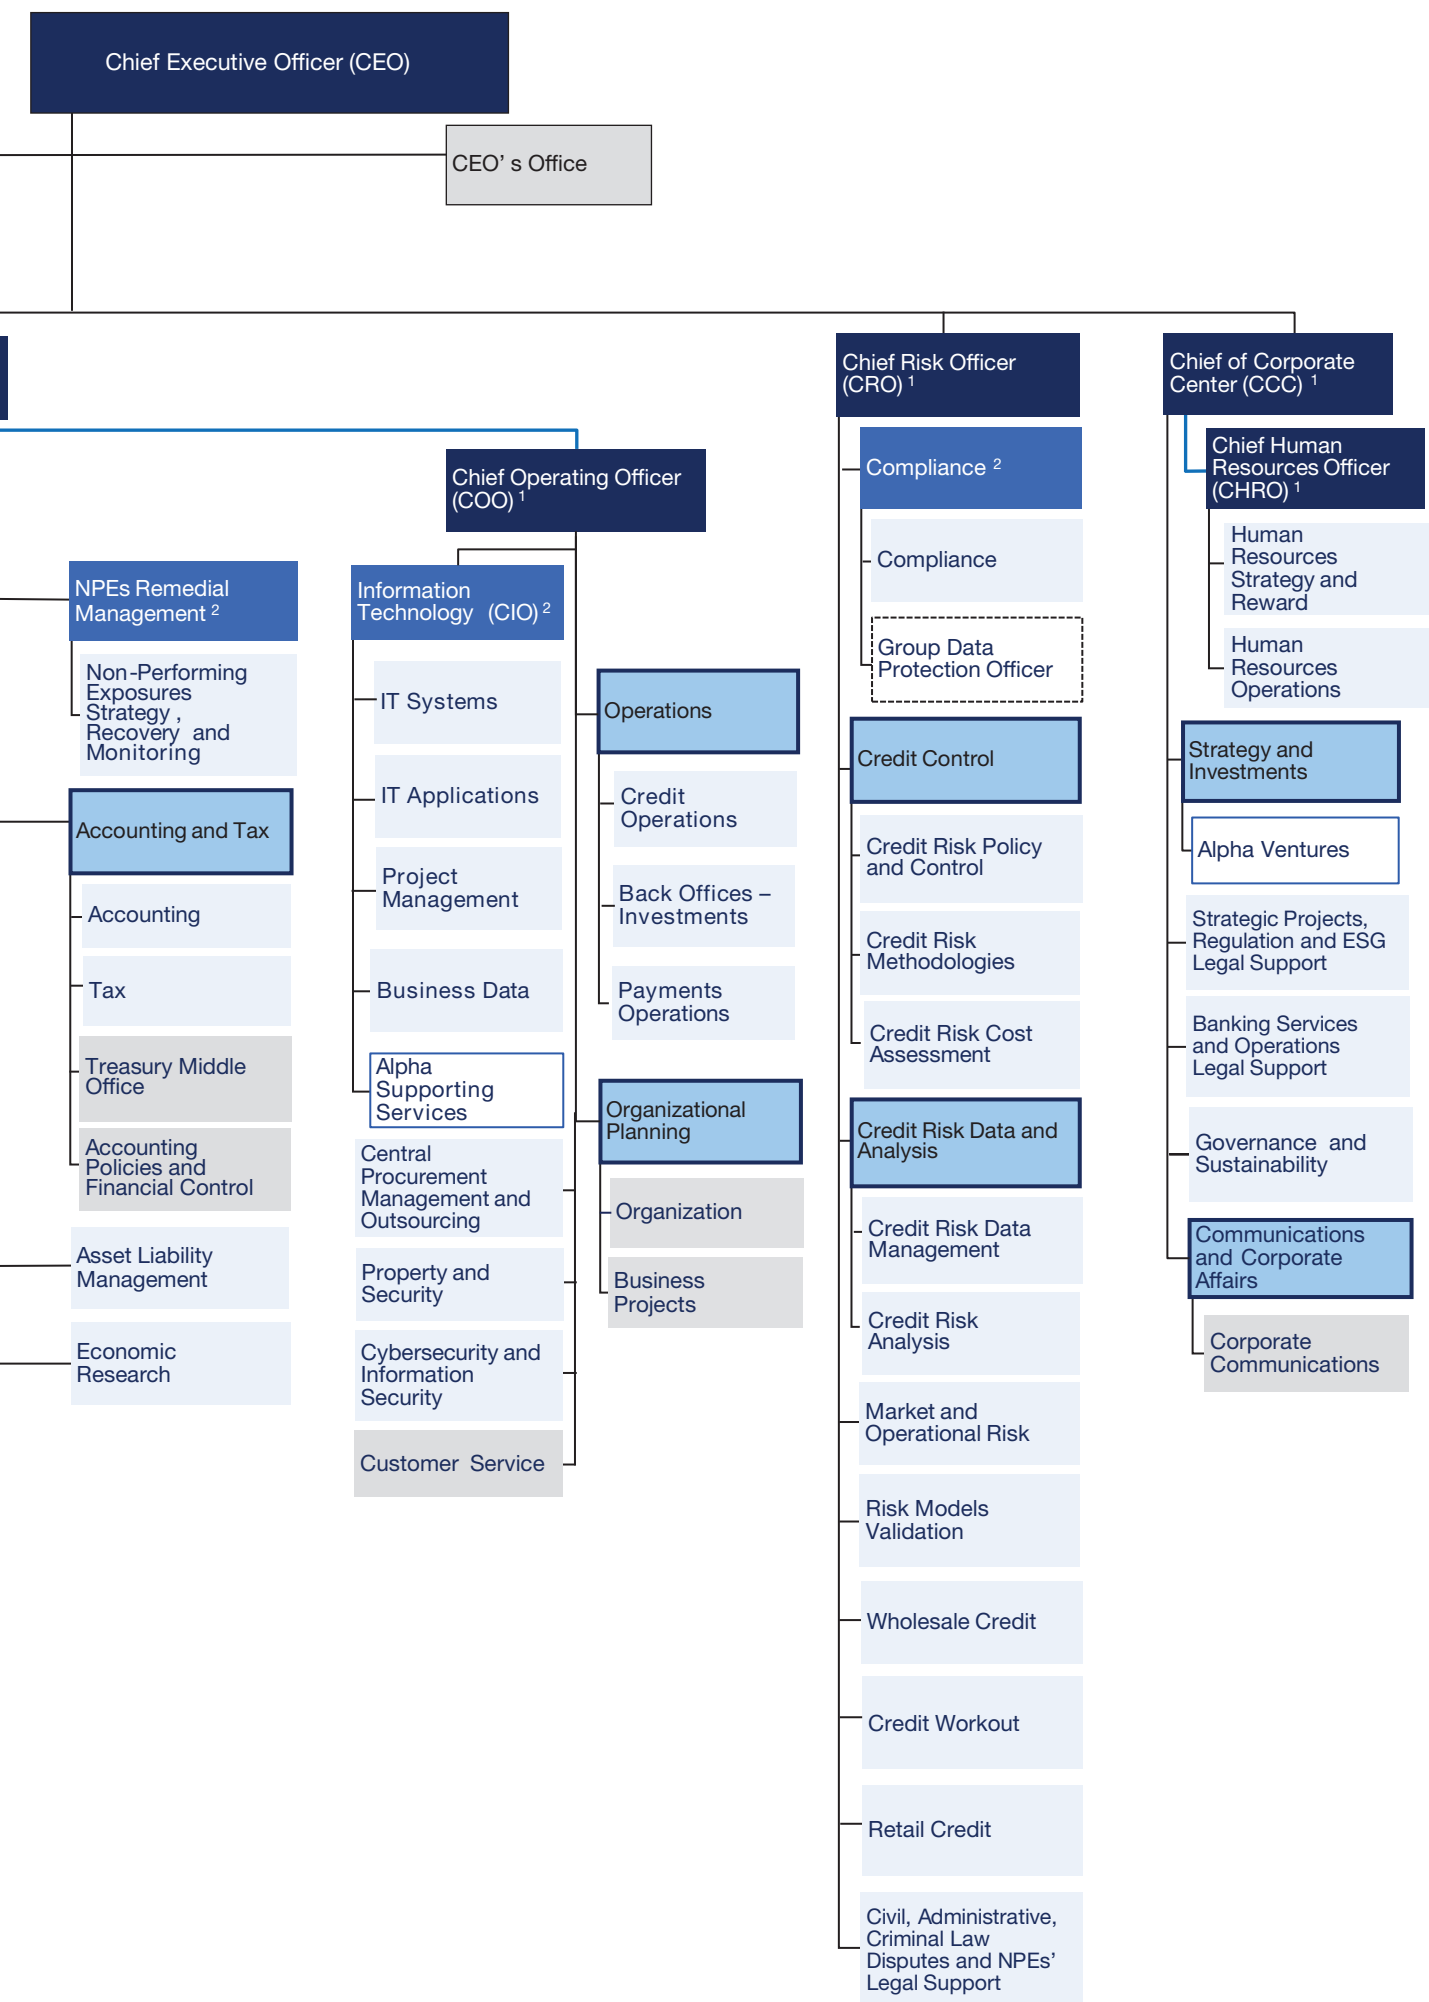 Chief Executive Officer (CEO)
CEO’ s Office
NPEs Remedial
Management 2
Non-Performing
Exposures
Strategy ,
Recovery and
Monitoring
Accounting and Tax
Accounting
Tax
Treasury Middle
Office
Accounting
Policies and
Financial Control
Asset Liability
Management
Economic
Research
Chief Operating Officer
(COO) 1
Information
Technology (CIO) 2
IT Systems
IT Applications
Project
Management
Business Data
Alpha
Supporting
Services
Central
Procurement
Management and
Outsourcing
Property and
Security
Cybersecurity and
Information
Security
Customer Service
Operations
Credit
Operations
Back Offices –
Investments
Payments
Operations
Organizational
Planning
Organization
Business
Projects
Chief Risk Officer
(CRO) 1
Compliance 2
Compliance
Group Data
Protection Officer
Credit Control
Credit Risk Policy
and Control
Credit Risk
Methodologies
Credit Risk Cost
Assessment
Credit Risk Data and
Analysis
Credit Risk Data
Management
Credit Risk
Analysis
Market and
Operational Risk
Risk Models
Validation
Wholesale Credit
Credit Workout
Retail Credit
Civil, Administrative,
Criminal Law
Disputes and NPEs’
Legal Support
Chief of Corporate
Center (CCC) 1
Chief Human
Resources Officer
(CHRO) 1
Human
Resources
Strategy and
Reward
Human
Resources
Operations
Strategy and
Investments
Alpha Ventures
Strategic Projects,
Regulation and ESG
Legal Support
Banking Services
and Operations
Legal Support
Governance and
Sustainability
Communications
and Corporate
Affairs
Corporate
Communications